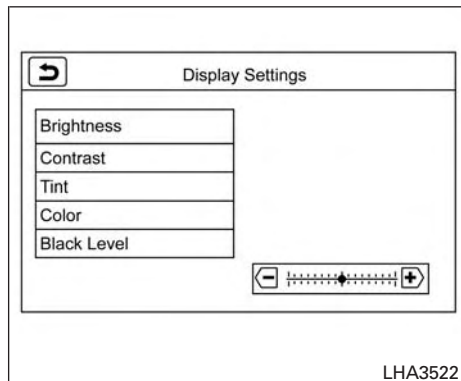 Display Settings
Brightness
Contrast
Tint
Color
Black Level
LHA3522